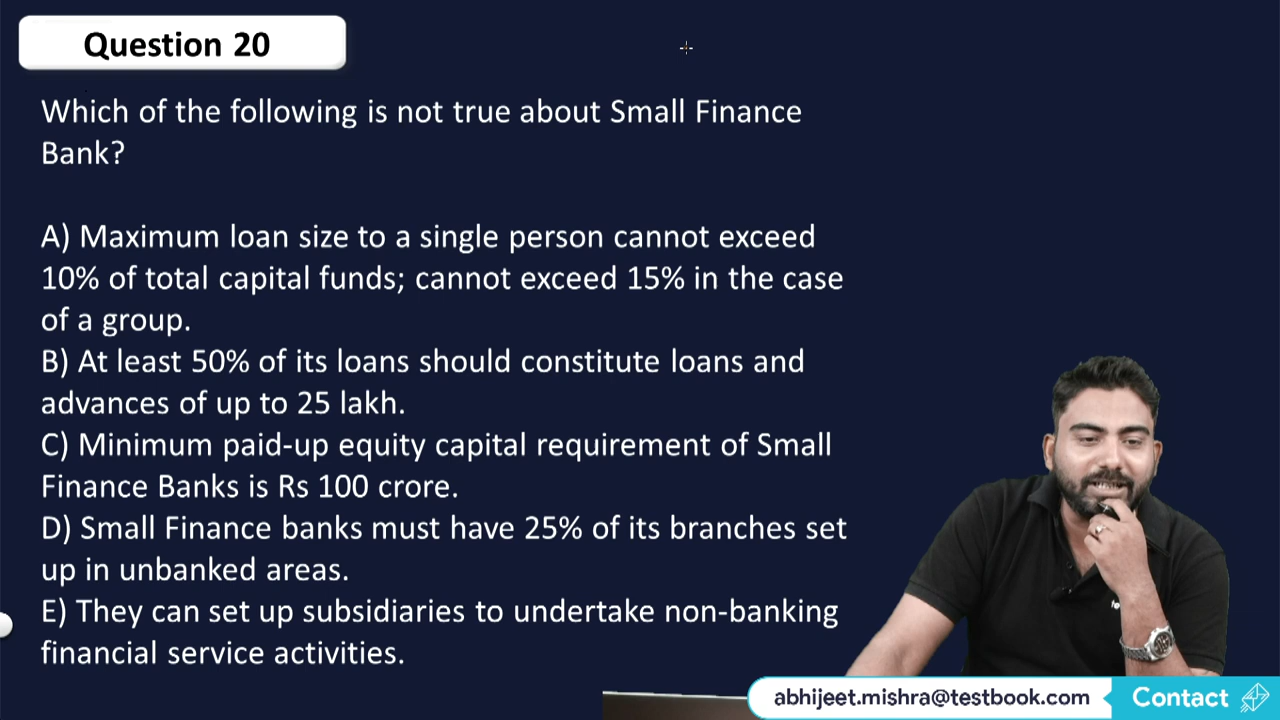 Question 20
Which of the following is not true about Small Finance
Bank?
A) Maximum loan size to a single person cannot exceed
10% of total capital funds; cannot exceed 15% in the case
of a group.
B) At least 50% of its loans should constitute loans and
advances of up to 25 lakh.
C) Minimum paid-up equity capital requirement of Small
Finance Banks is Rs 100 crore.
D) Small Finance banks must have 25% of its branches set
up in unbanked areas.
E) They can set up subsidiaries to undertake non-banking
financial service activities.
abhijeet.mishra@testbook.com
Contact